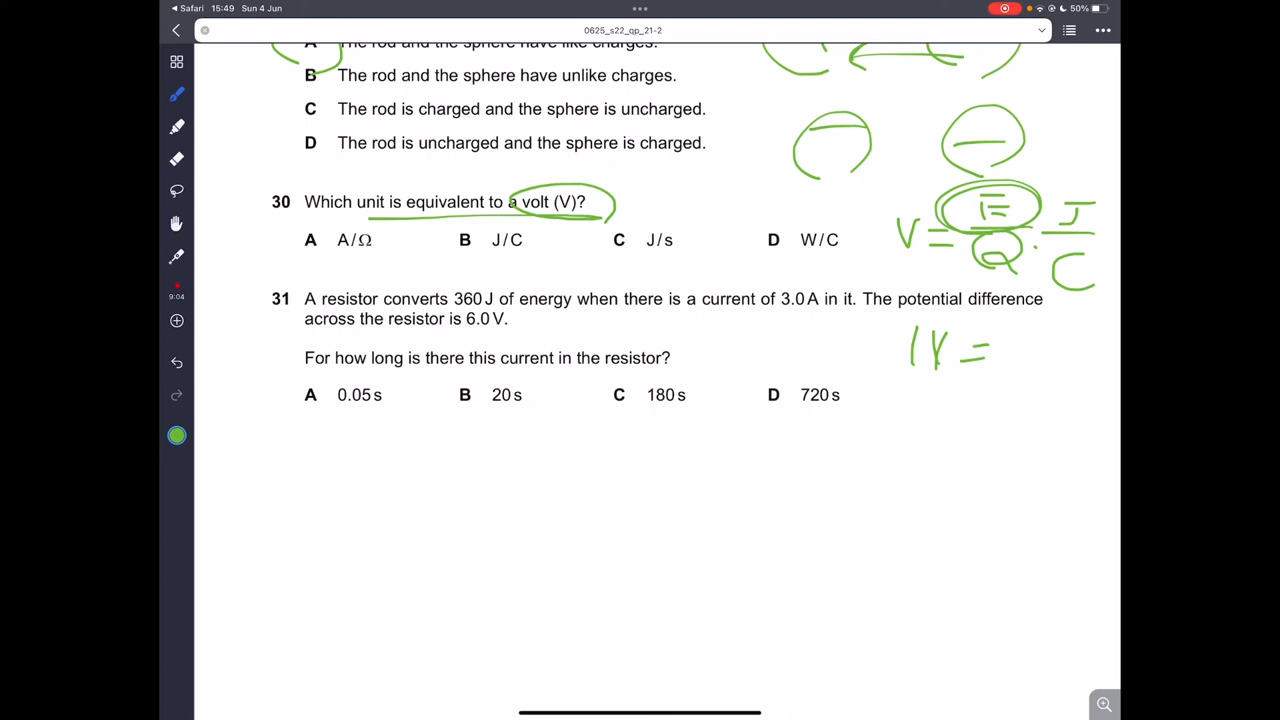 Safari 15:49 Sun 4 Jun 50%
0625_s22_qp_21-2
A The rod and the sphere have like charges.
B The rod and the sphere have unlike charges.
C The rod is charged and the sphere is uncharged.
D The rod is uncharged and the sphere is charged.
30 Which unit is equivalent to a volt (V)?
A A/Ω B J/C C J/s D W/C
V = E/Q · J/C
31 A resistor converts 360 J of energy when there is a current of 3.0 A in it. The potential difference
across the resistor is 6.0 V.
For how long is there this current in the resistor?
1V =
A 0.05 s B 20 s C 180 s D 720 s
9:04